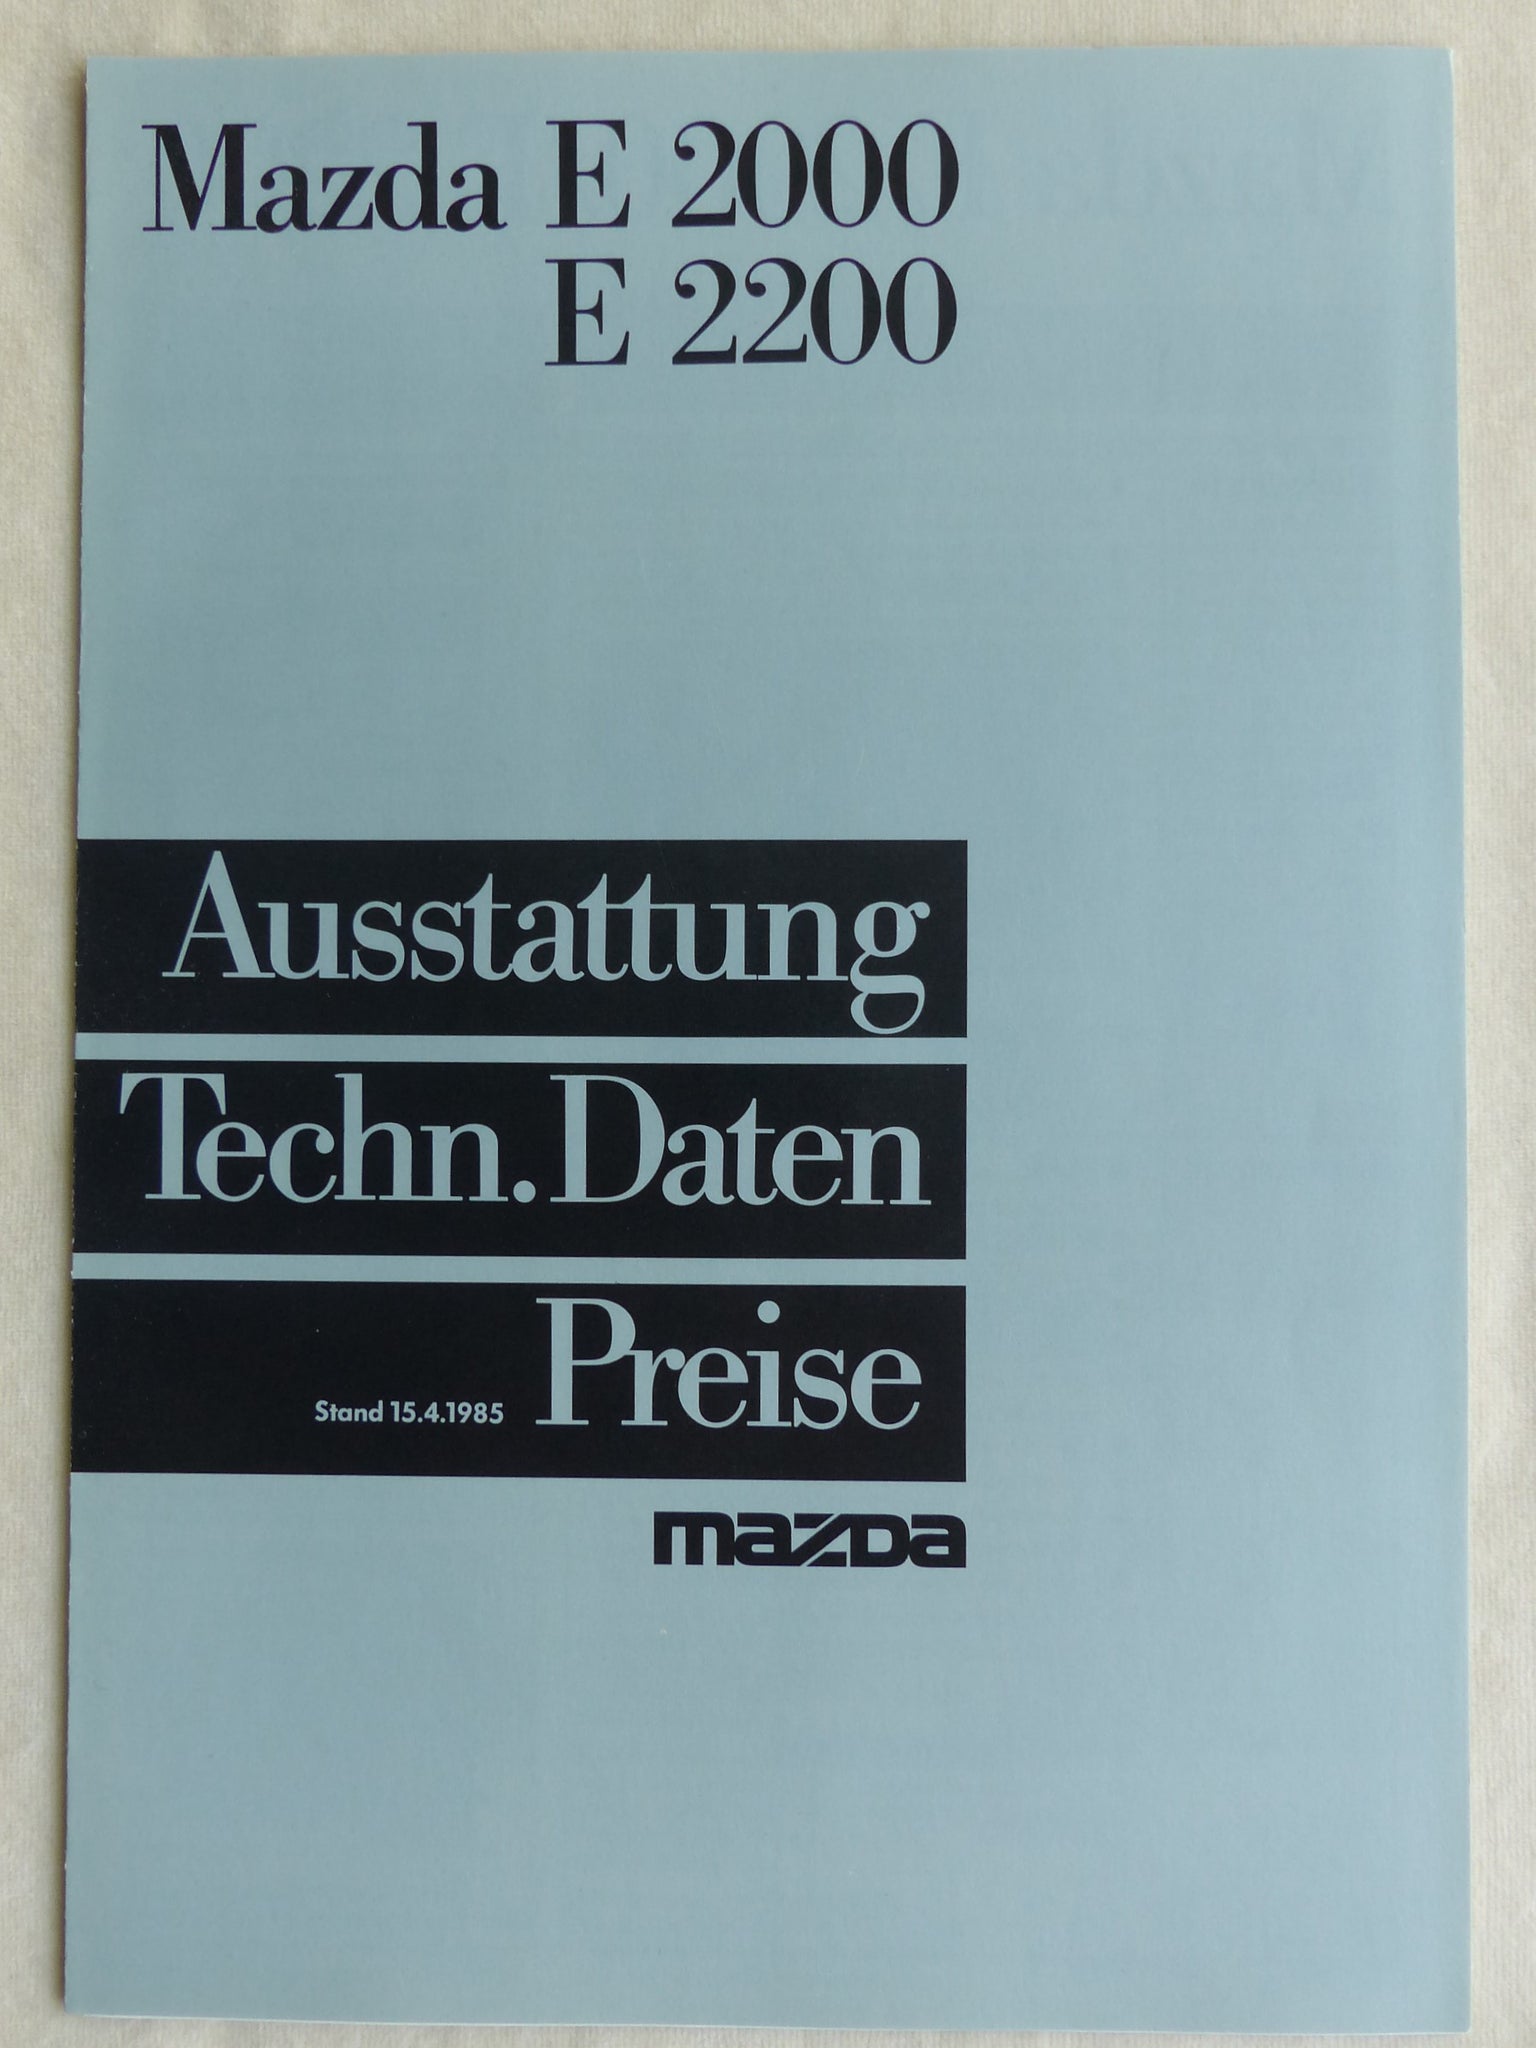 Mazda E 2000
E 2200
Ausstattung
Techn. Daten
Stand 15.4.1985 Preise
mazda